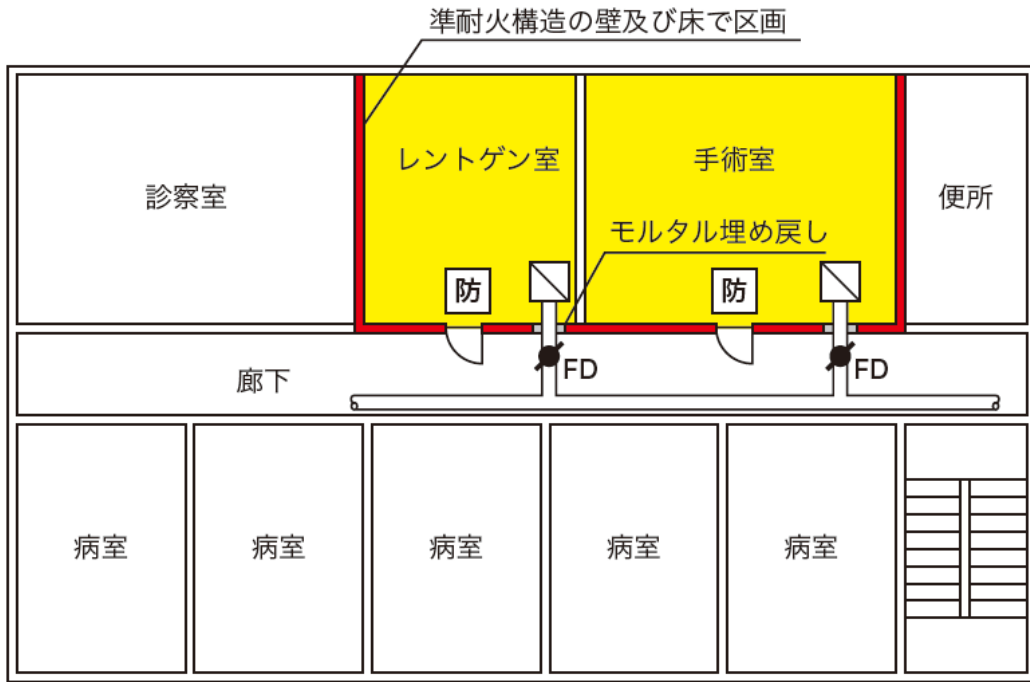 準耐火構造の壁及び床で区画
レントゲン室
手術室
診察室
便所
モルタル埋め戻し
防
防
FD
FD
廊下
病室
病室
病室
病室
病室